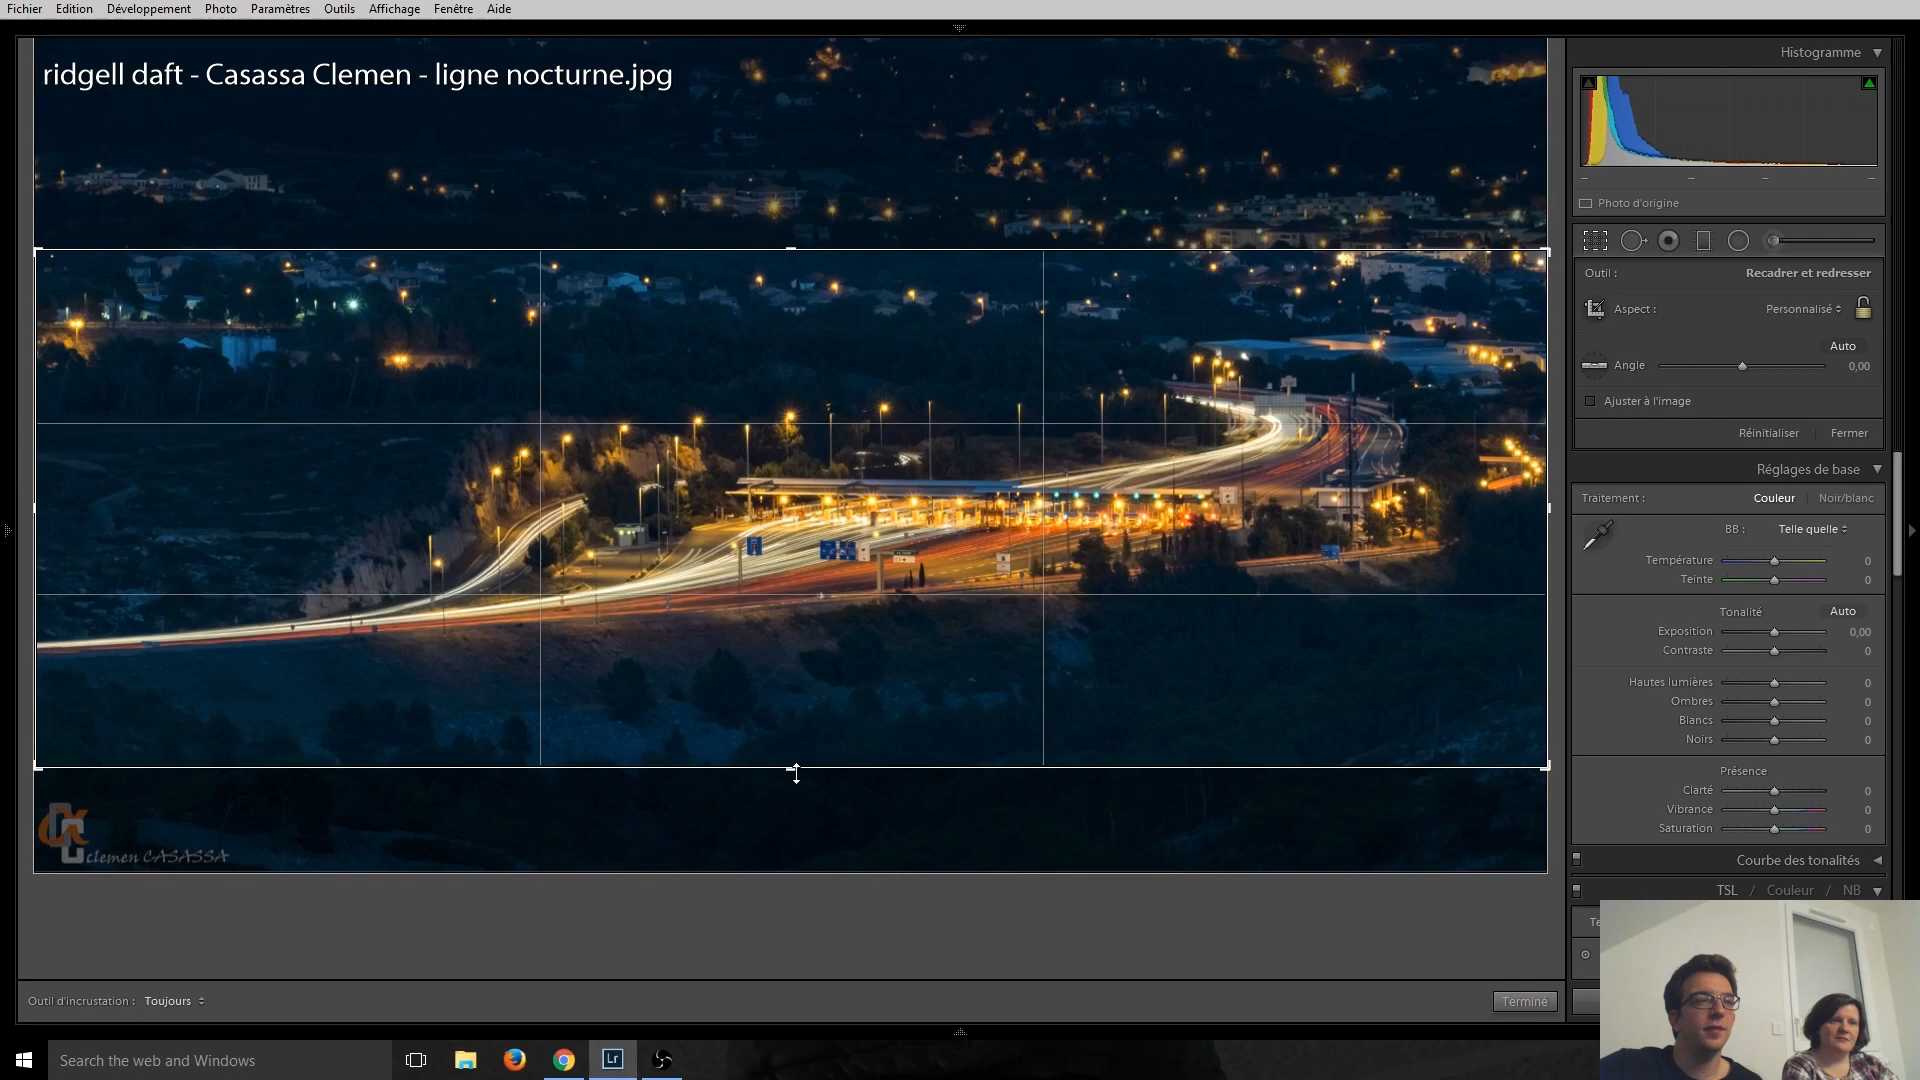 Fichier Edition Développement Photo Paramètres Outils Affichage Fenêtre Aide
ridgell daft - Casassa Clemen - ligne nocturne.jpg
Histogramme
Photo d'origine
Outil : Recadrer et redresser
Aspect : Personnalisé
Auto
Angle 0,00
Ajuster à l'image
Réinitialiser Fermer
Réglages de base
Traitement : Couleur Noir/blanc
BB : Telle quelle
Température 0
Teinte 0
Tonalité Auto
Exposition 0,00
Contraste 0
Hautes lumières 0
Ombres 0
Blancs 0
Noirs 0
Présence
Clarté 0
Vibrance 0
Saturation 0
Courbe des tonalités
TSL / Couleur / NB
Te
clemen CASASSA
Outil d'incrustation : Toujours
Terminé
Search the web and Windows
Lr